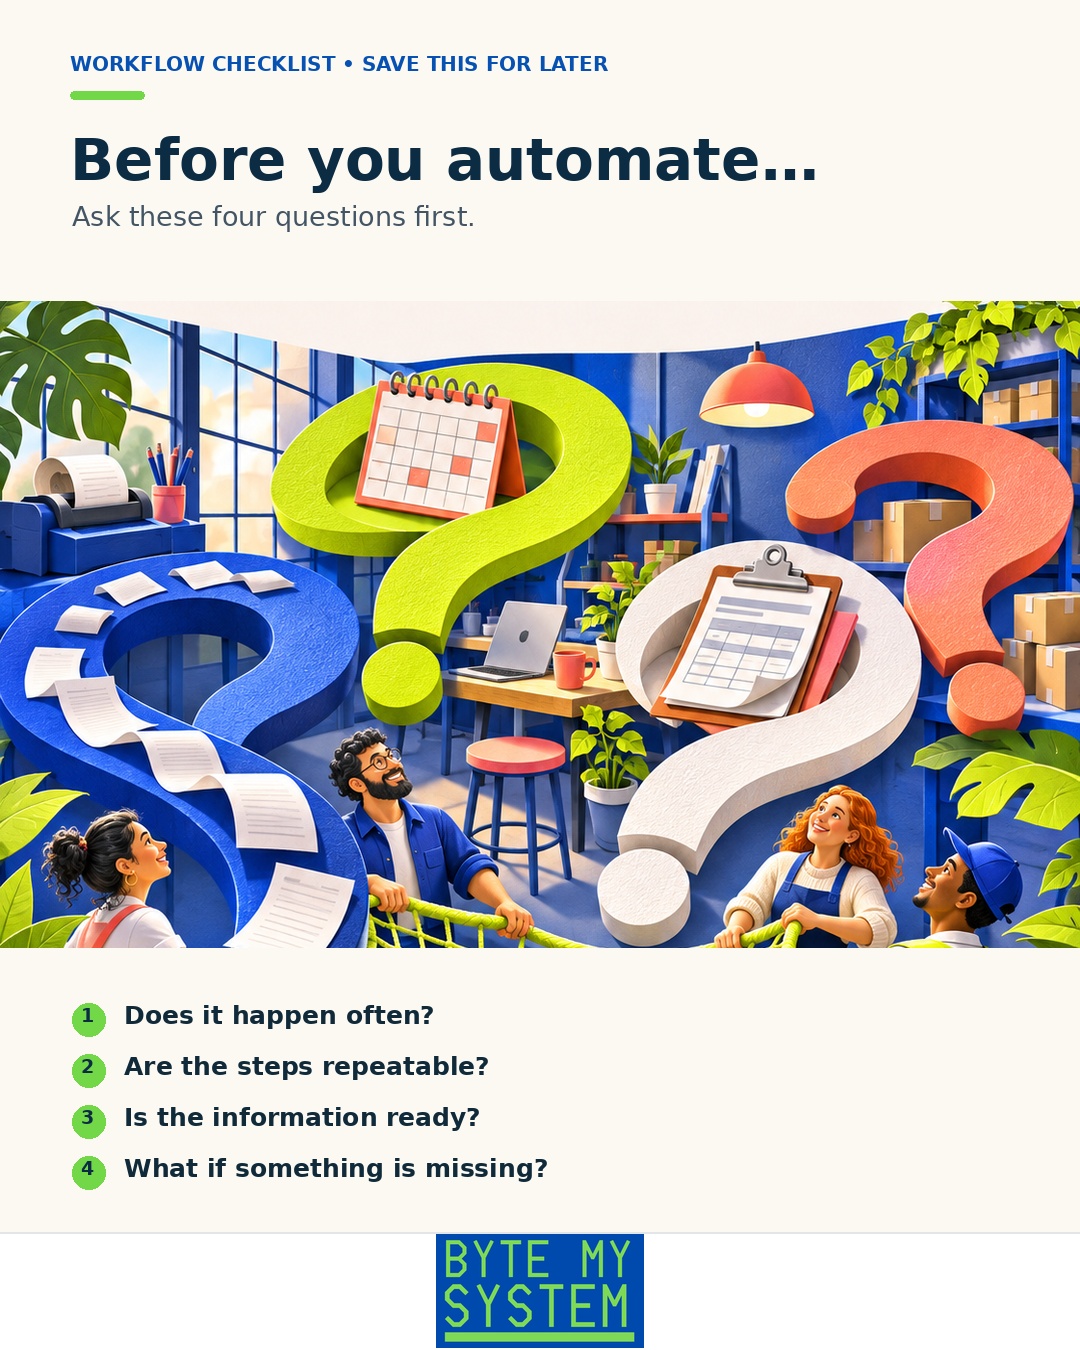 WORKFLOW CHECKLIST • SAVE THIS FOR LATER
Before you automate...
Ask these four questions first.
1 Does it happen often?
2 Are the steps repeatable?
3 Is the information ready?
4 What if something is missing?
BYTE MY
SYSTEM